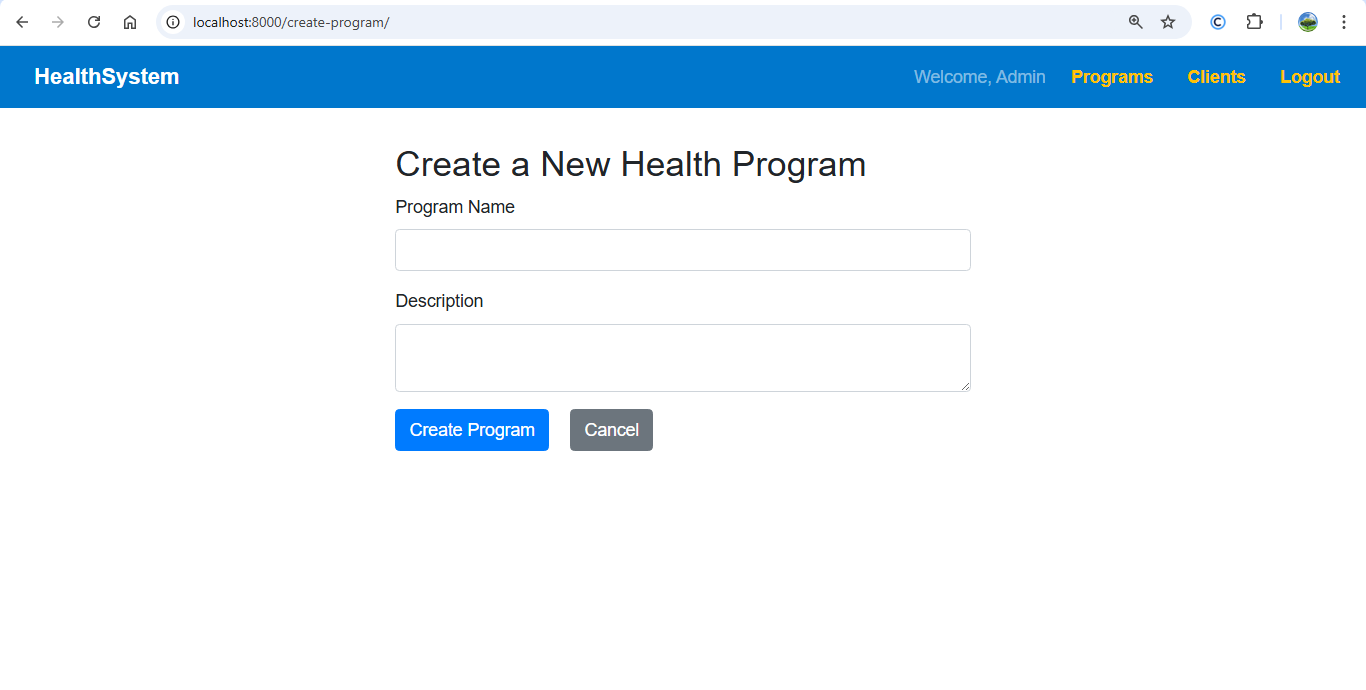 localhost:8000/create-program/
HealthSystem Welcome, Admin Programs Clients Logout
Create a New Health Program
Program Name
Description
Create Program Cancel